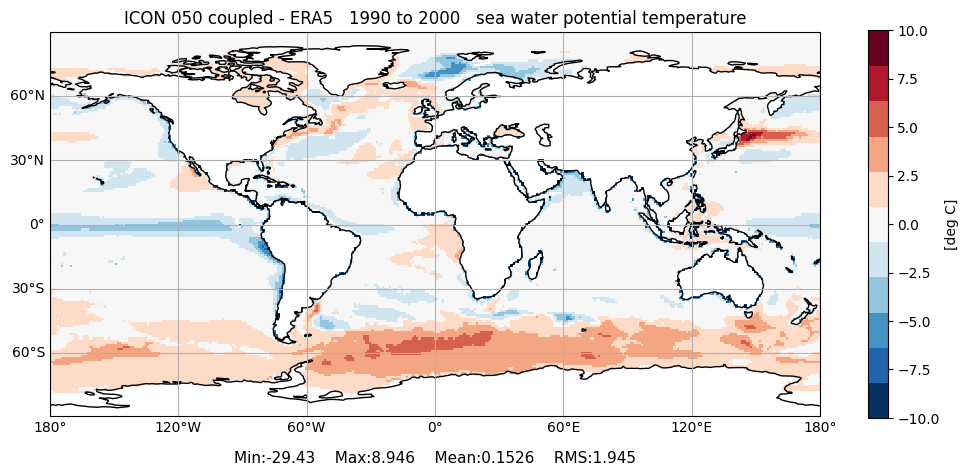 ICON 050 coupled - ERA5   1990 to 2000   sea water potential temperature
60°N
30°N
0°
30°S
60°S
180°
120°W
60°W
0°
60°E
120°E
180°
10.0
7.5
5.0
2.5
0.0
−2.5
−5.0
−7.5
−10.0
[deg C]
Min:-29.43    Max:8.946    Mean:0.1526    RMS:1.945